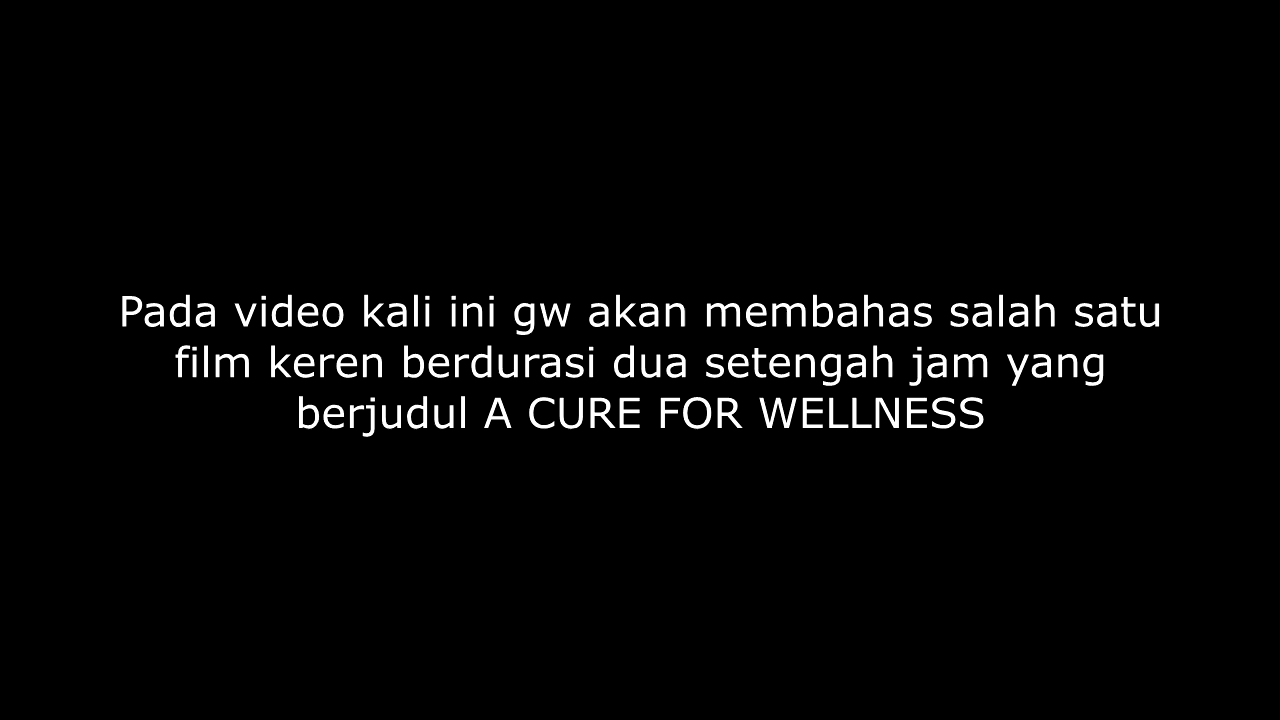 Pada video kali ini gw akan membahas salah satu
film keren berdurasi dua setengah jam yang
berjudul A CURE FOR WELLNESS